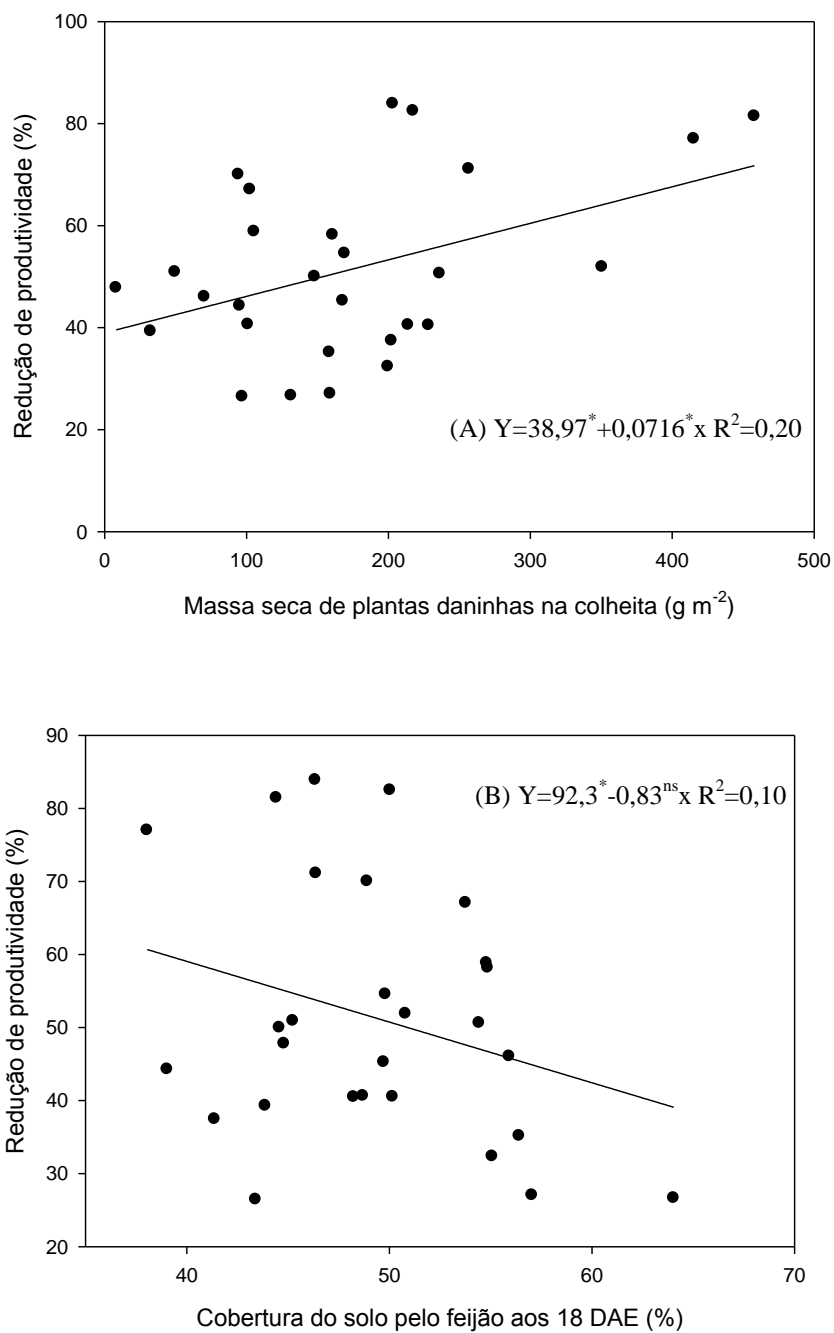 100
80
60
40
20
0
Redução de produtividade (%)
(A) Y=38,97*+0,0716*x R²=0,20
0 100 200 300 400 500
Massa seca de plantas daninhas na colheita (g m⁻²)
90
80
70
60
50
40
30
20
Redução de produtividade (%)
(B) Y=92,3*-0,83ⁿˢx R²=0,10
40 50 60 70
Cobertura do solo pelo feijão aos 18 DAE (%)